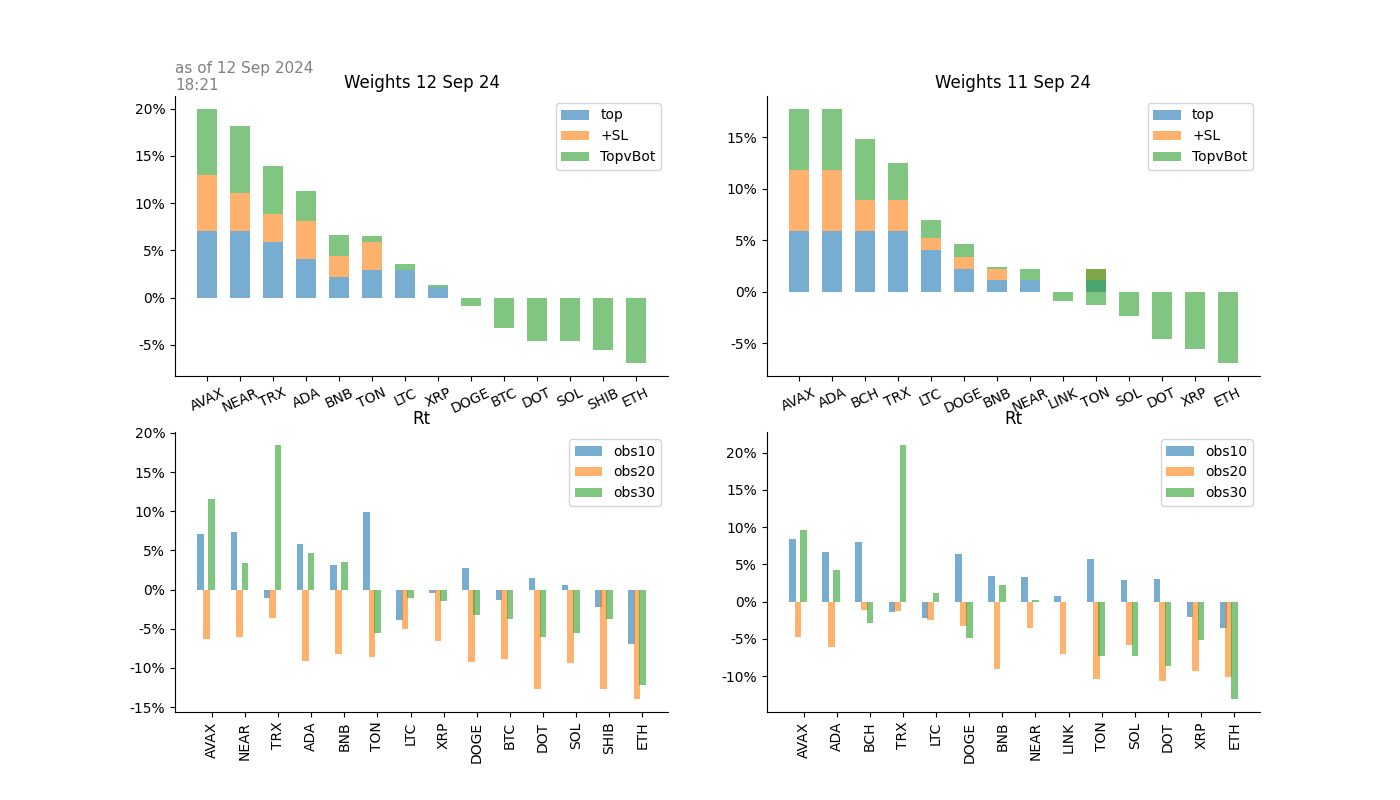 as of 12 Sep 2024
18:21
Weights 12 Sep 24
20%
15%
10%
5%
0%
-5%
top
+SL
TopvBot
AVAX NEAR TRX ADA BNB TON LTC XRP DOGE BTC DOT SOL SHIB ETH
Weights 11 Sep 24
15%
10%
5%
0%
-5%
top
+SL
TopvBot
AVAX ADA BCH TRX LTC DOGE BNB NEAR LINK TON SOL DOT XRP ETH
Rt
20%
15%
10%
5%
0%
-5%
-10%
-15%
obs10
obs20
obs30
AVAX NEAR TRX ADA BNB TON LTC XRP DOGE BTC DOT SOL SHIB ETH
Rt
20%
15%
10%
5%
0%
-5%
-10%
obs10
obs20
obs30
AVAX ADA BCH TRX LTC DOGE BNB NEAR LINK TON SOL DOT XRP ETH